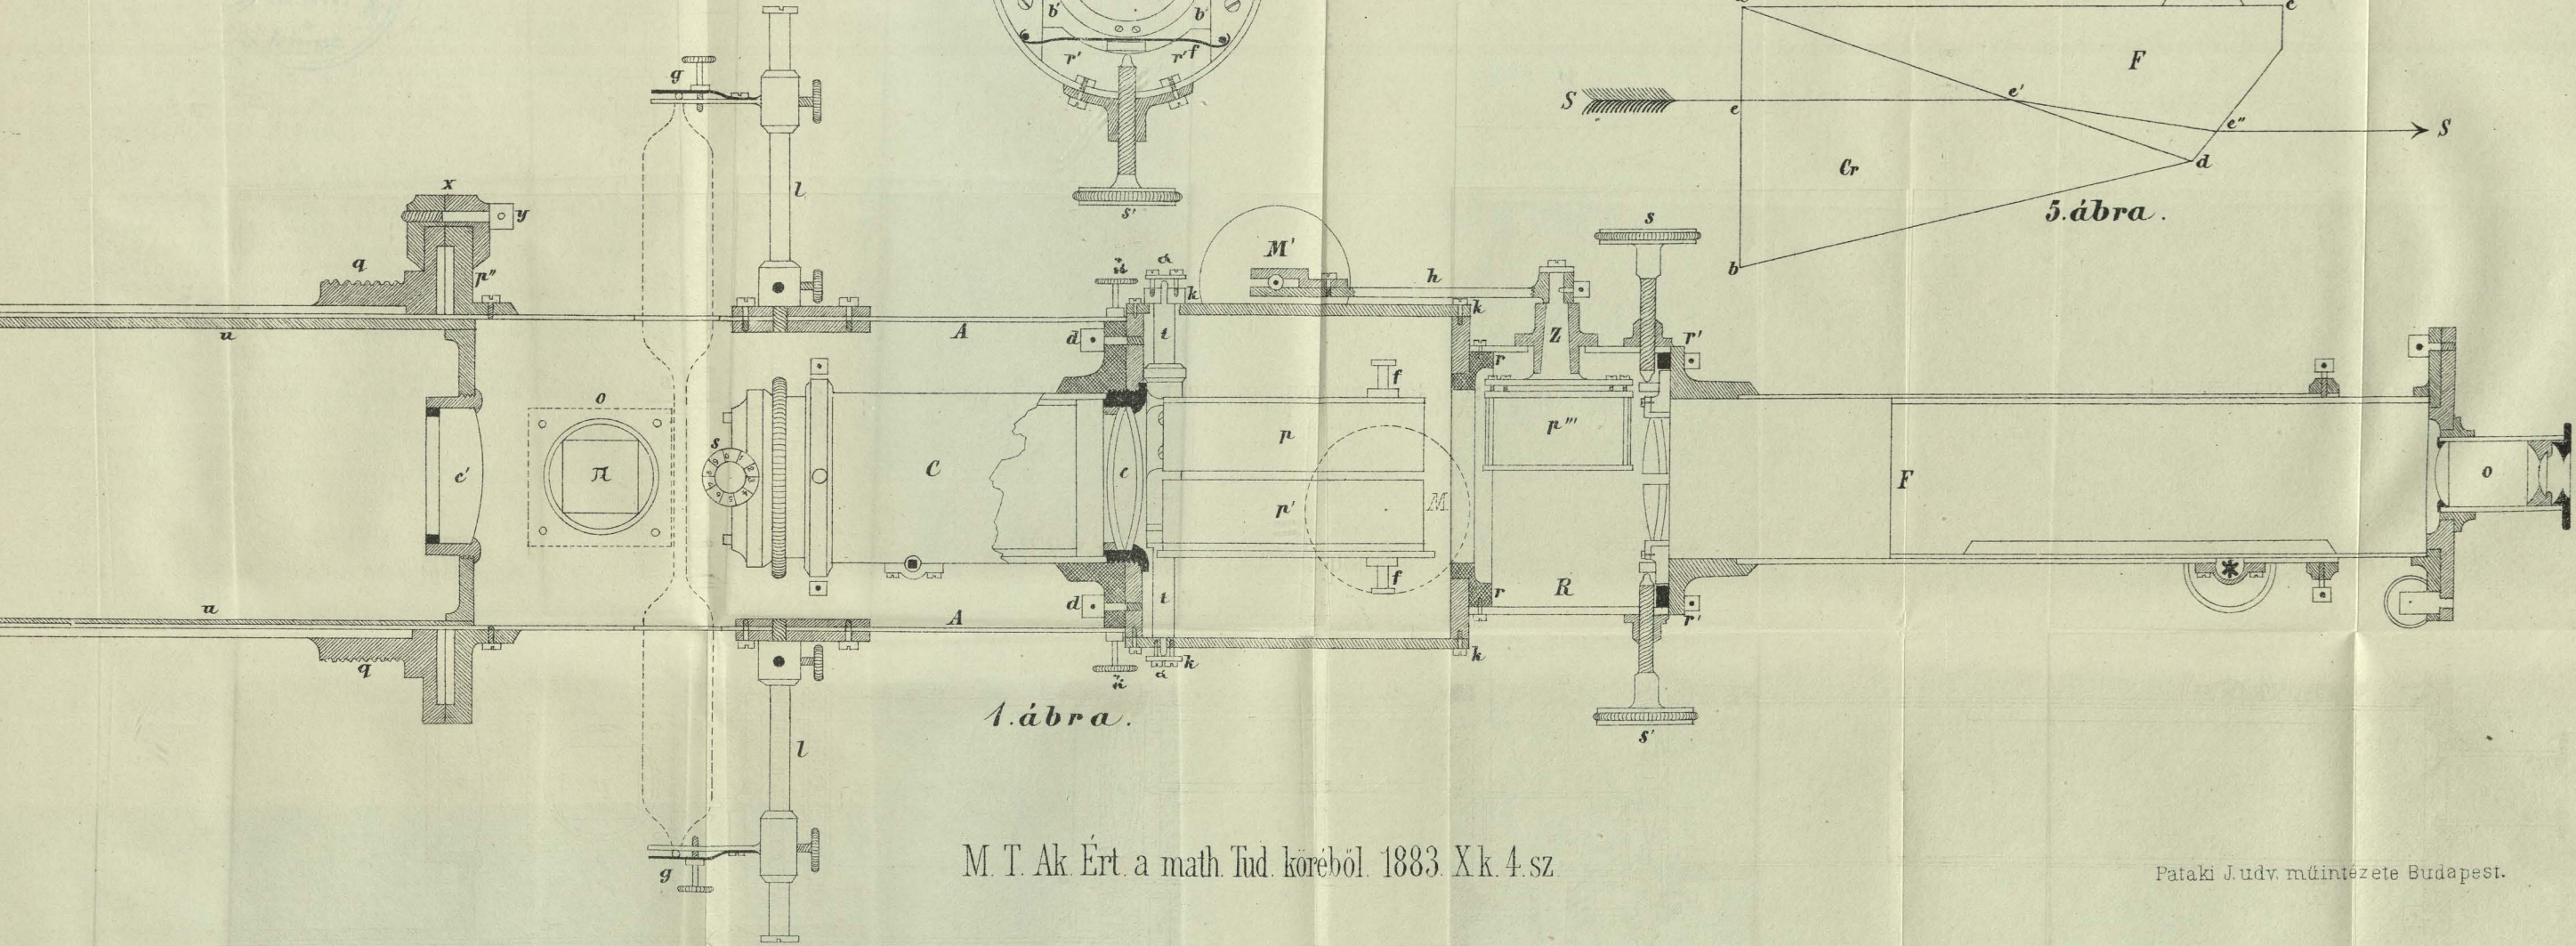 b' b'
c
r' r' f
F
g
S e e' e" S
Cr d
x y
l
s'
5. ábra.
s
b
M'
q p"
h
k k
Z
u A d t r r'
f
o
p p'''
s
c' π C c F o
p' M
f
R
u A d t r r'
q k k
s'
1. ábra.
l
g
M. T. Ak. Ért. a math. Tud. köréből. 1883. X k. 4. sz
Pataki J. udv. műintézete Budapest.